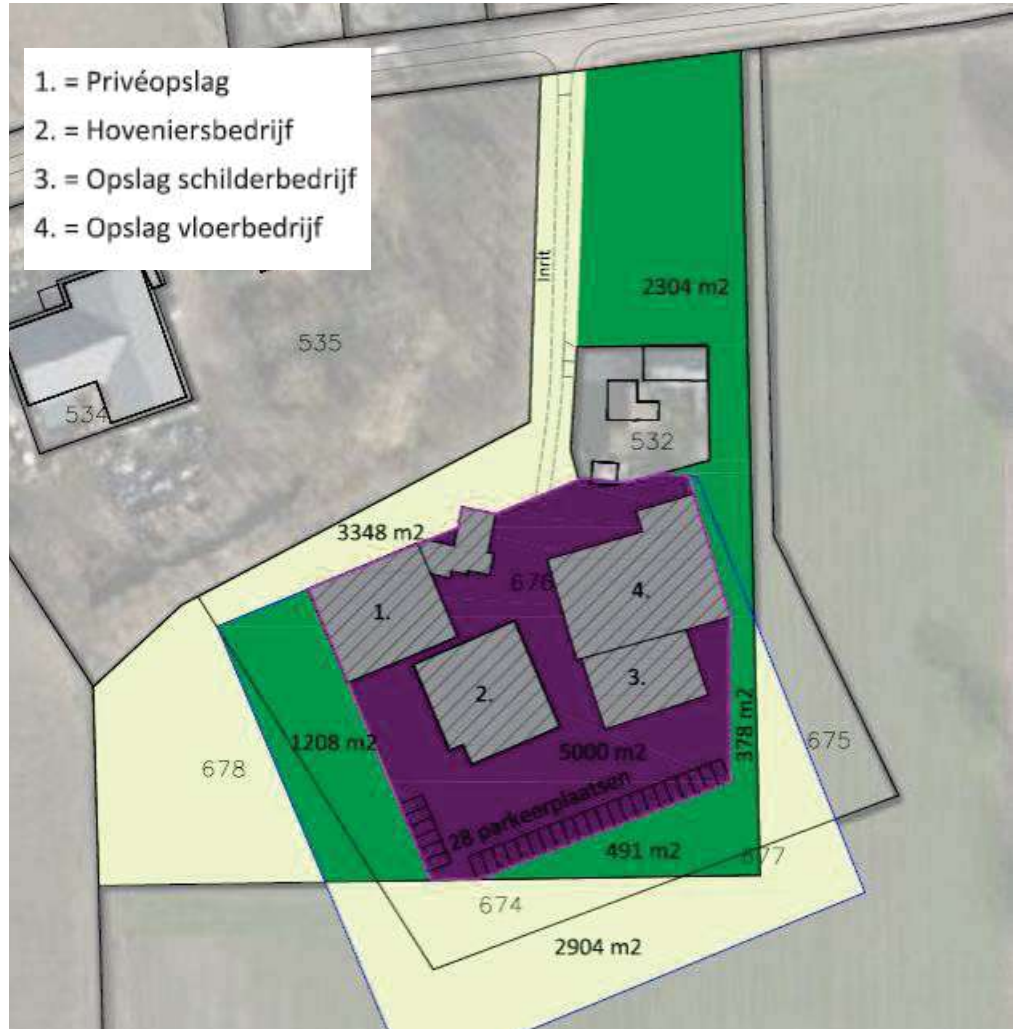 1. = Privéopslag
2. = Hoveniersbedrijf
3. = Opslag schilderbedrijf
4. = Opslag vloerbedrijf
Inrit
2304 m2
535
534
532
3348 m2
676
1.
4.
2.
3.
1208 m2
378 m2
675
678
5000 m2
28 parkeerplaatsen
491 m2
677
674
2904 m2